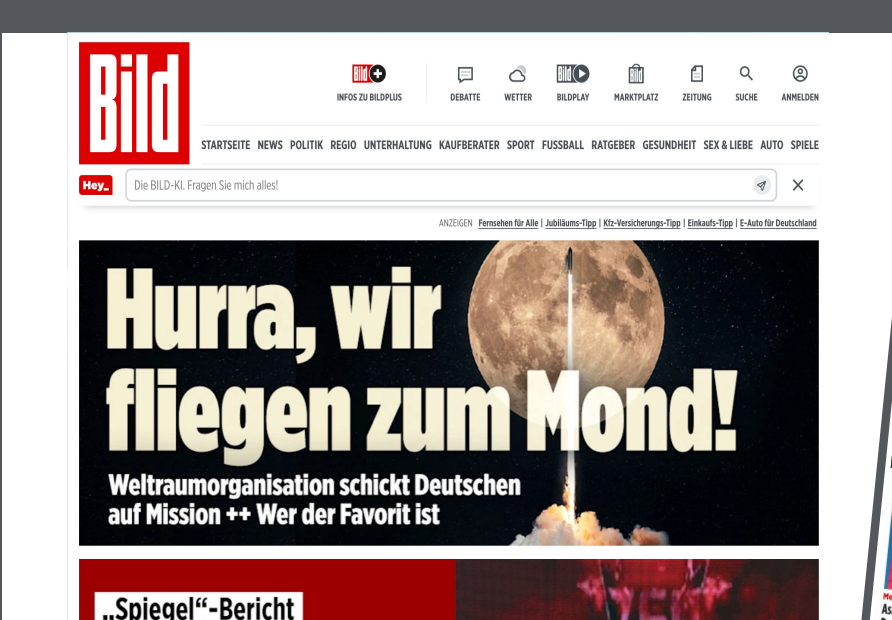 Bild
Bild +
INFOS ZU BILDPLUS
DEBATTE
WETTER
Bild
BILDPLAY
Bild
MARKTPLATZ
ZEITUNG
SUCHE
ANMELDEN
STARTSEITE NEWS POLITIK REGIO UNTERHALTUNG KAUFBERATER SPORT FUSSBALL RATGEBER GESUNDHEIT SEX & LIEBE AUTO SPIELE
Hey_
Die BILD-KI. Fragen Sie mich alles!
ANZEIGEN Fernsehen für Alle | Jubiläums-Tipp | Kfz-Versicherungs-Tipp | Einkaufs-Tipp | E-Auto für Deutschland
Hurra, wir
fliegen zum Mond!
Weltraumorganisation schickt Deutschen
auf Mission ++ Wer der Favorit ist
„Spiegel“-Bericht